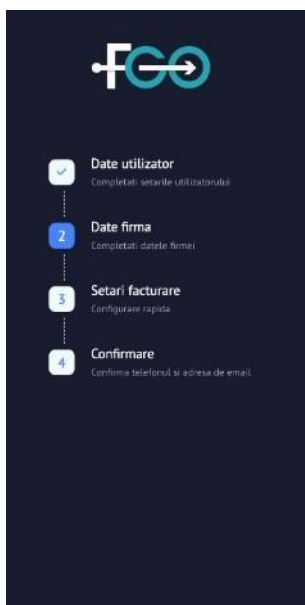 FGO
Date utilizator
Completati setarile utilizatorului
2
Date firma
Completati datele firmei
3
Setari facturare
Configurare rapida
4
Confirmare
Confirma telefonul si adresa de email